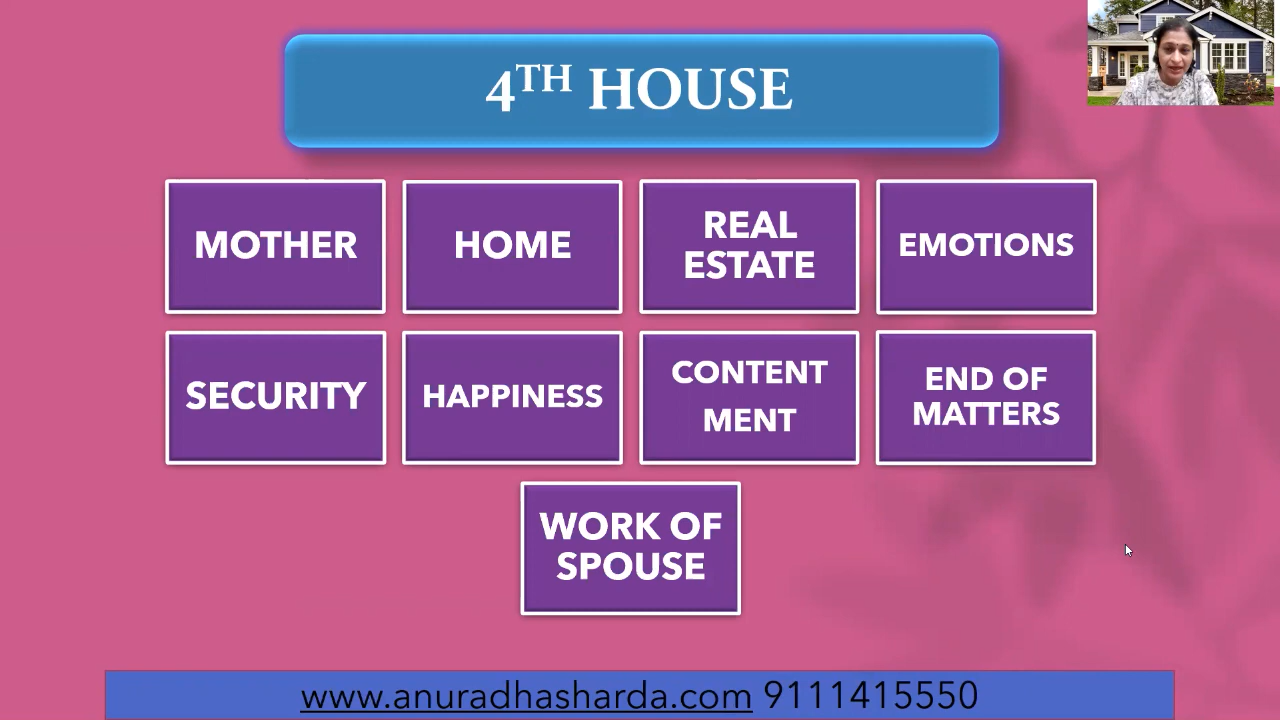 4TH HOUSE
MOTHER
HOME
REAL
ESTATE
EMOTIONS
SECURITY
HAPPINESS
CONTENT
MENT
END OF
MATTERS
WORK OF
SPOUSE
www.anuradhasharda.com 9111415550